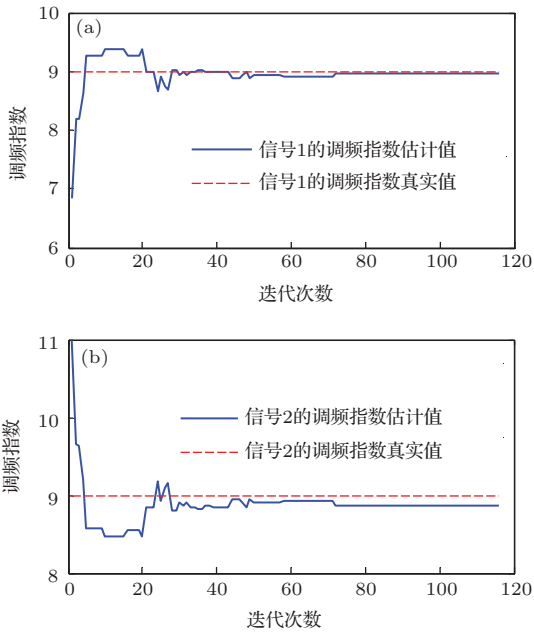 10
(a)
9
8
7
6
调频指数
信号1的调频指数估计值
信号1的调频指数真实值
0 20 40 60 80 100 120
迭代次数
11
(b)
10
9
8
调频指数
信号2的调频指数估计值
信号2的调频指数真实值
0 20 40 60 80 100 120
迭代次数